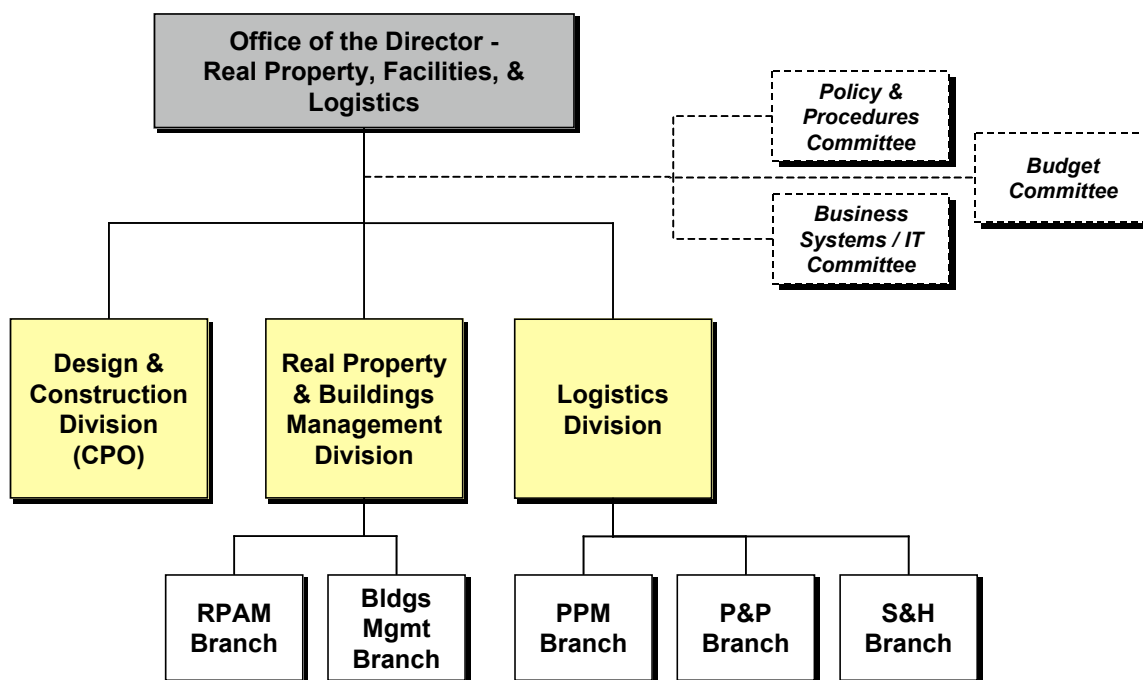 Office of the Director -
Real Property, Facilities, &
Logistics
Policy &
Procedures
Committee
Budget
Committee
Business
Systems / IT
Committee
Design &
Construction
Division
(CPO)
Real Property
& Buildings
Management
Division
Logistics
Division
RPAM
Branch
Bldgs
Mgmt
Branch
PPM
Branch
P&P
Branch
S&H
Branch